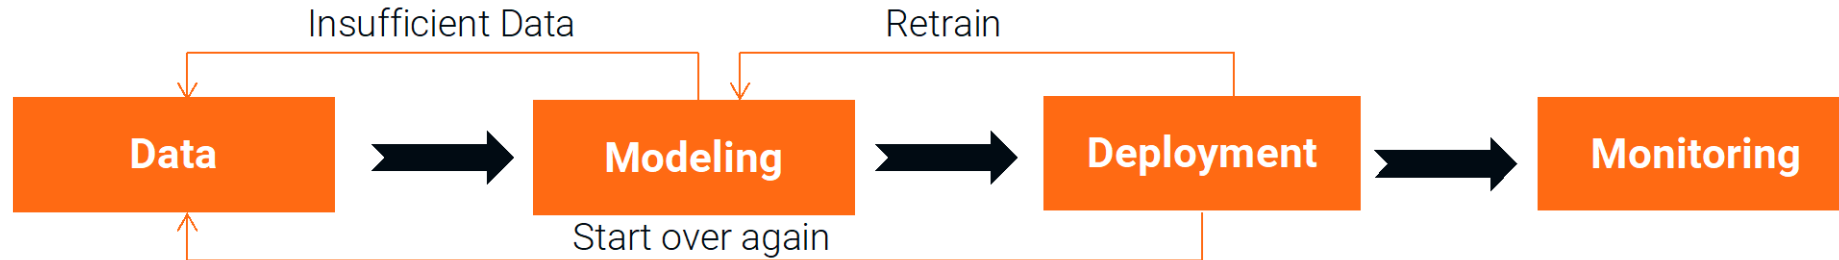 Insufficient Data
Retrain
Data
Modeling
Deployment
Monitoring
Start over again